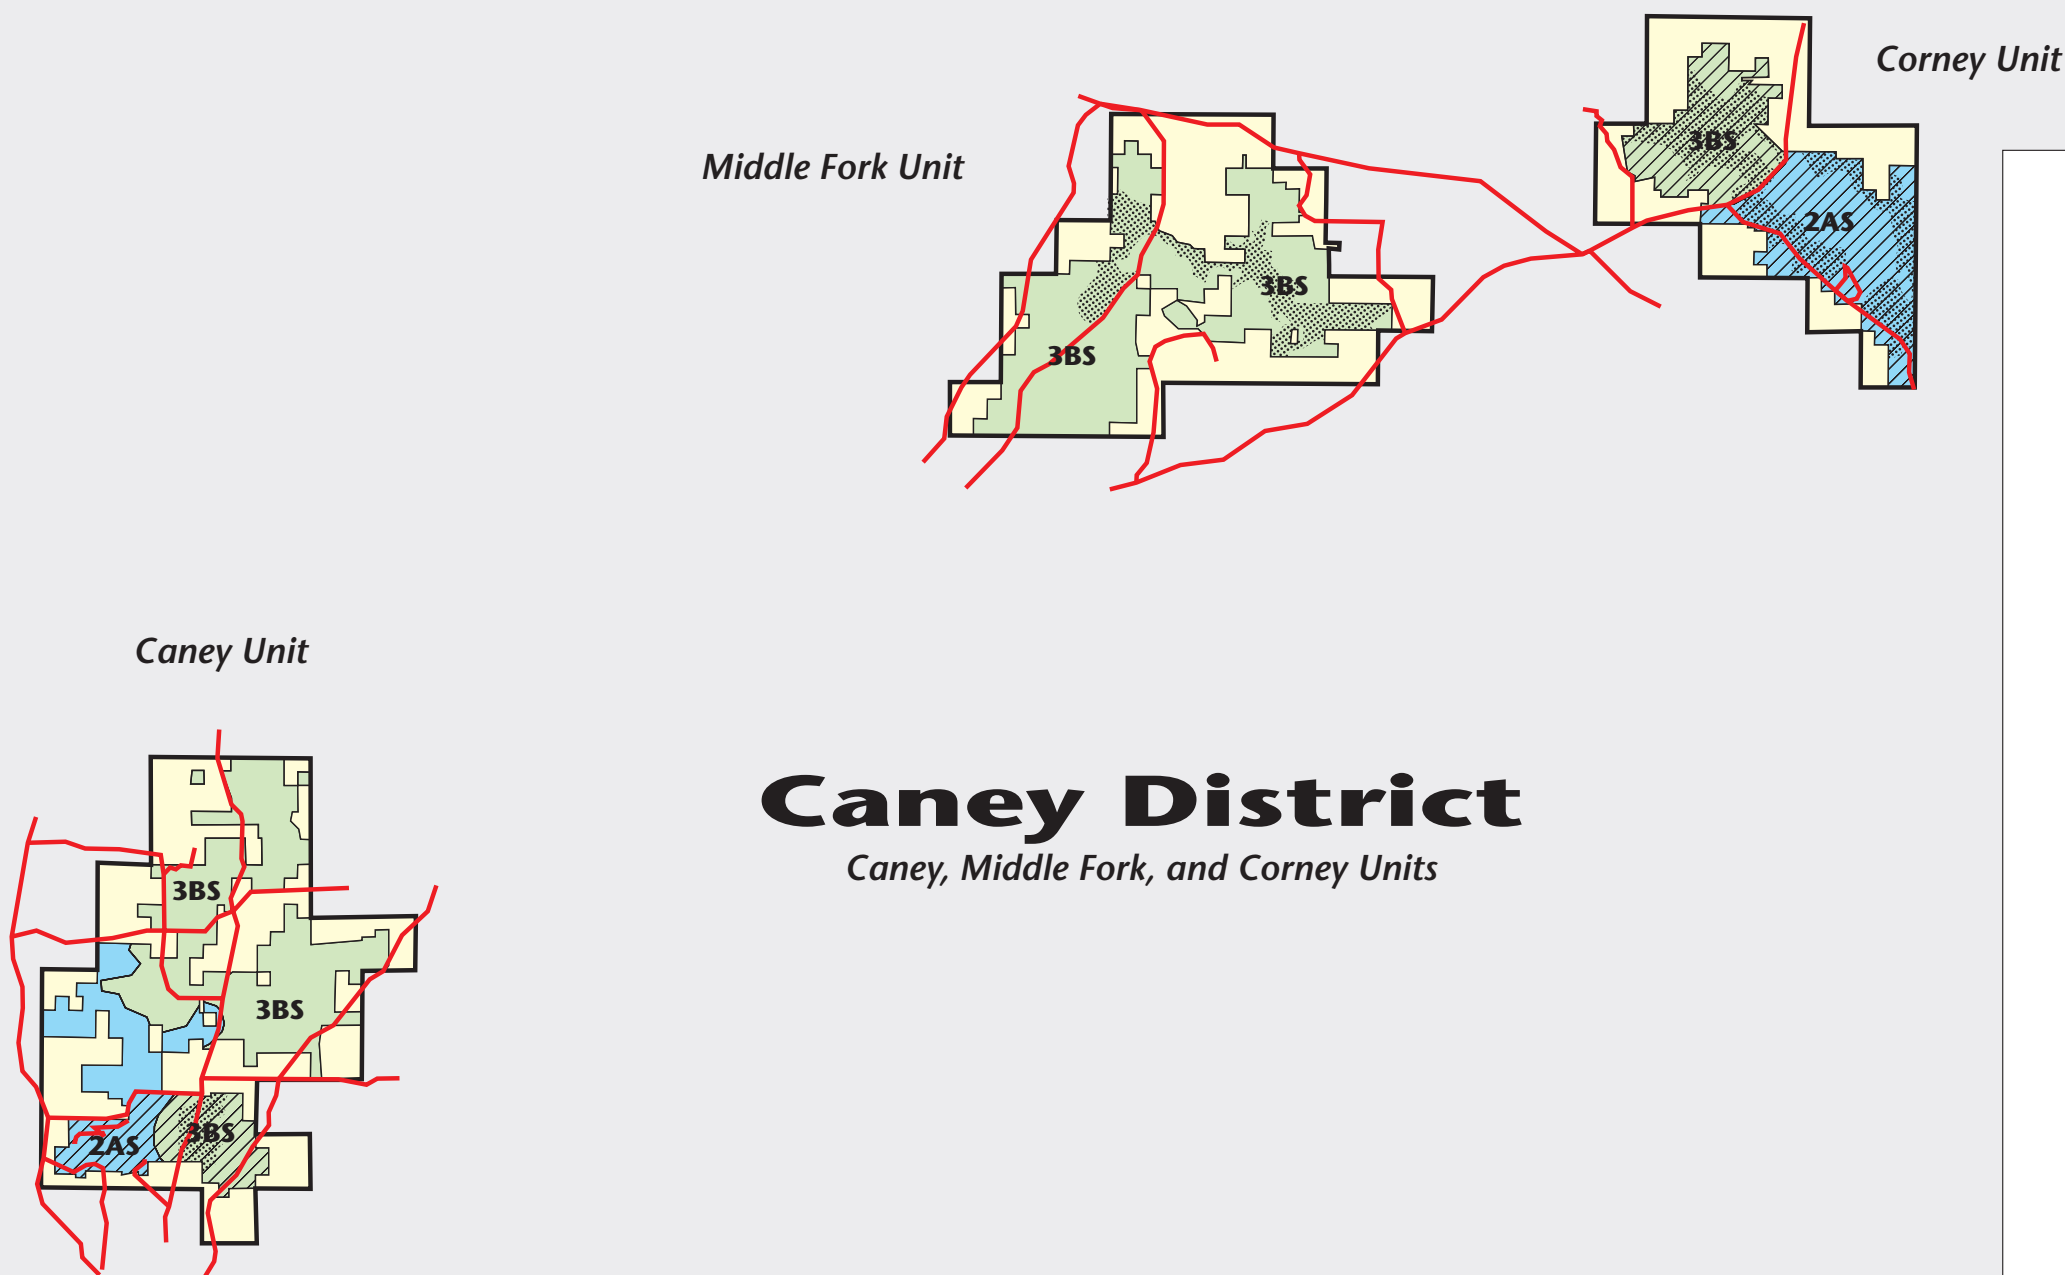 Corney Unit
3BS
Middle Fork Unit
2AS
3BS
3BS
Caney Unit
Caney District
Caney, Middle Fork, and Corney Units
3BS
3BS
3BS
2AS